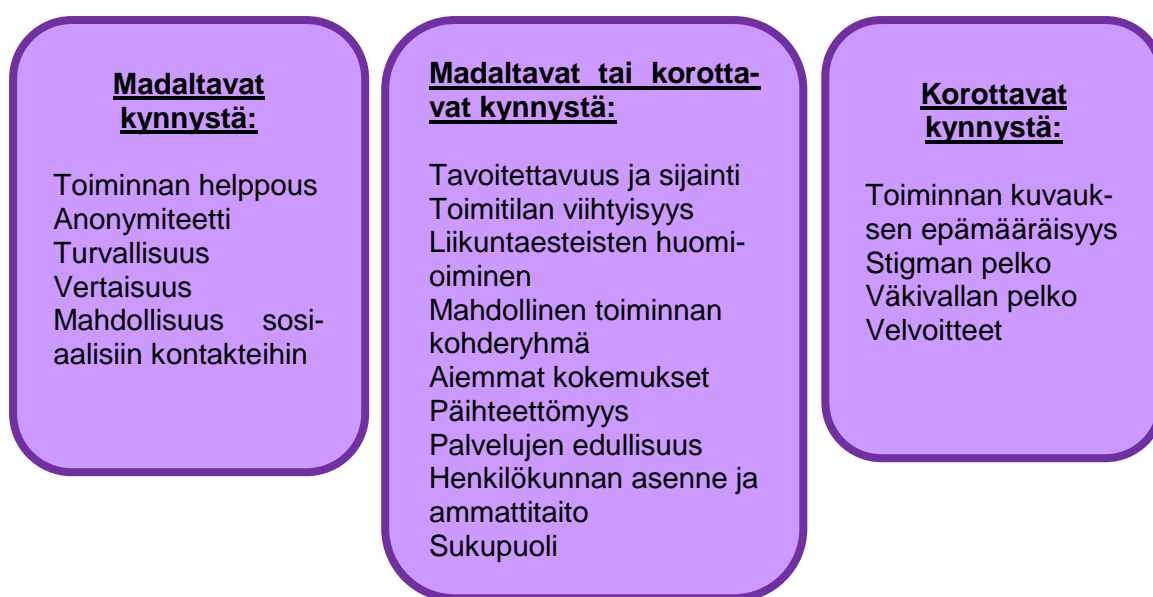 Madaltavat
kynnystä:
Toiminnan helppous
Anonymiteetti
Turvallisuus
Vertaisuus
Mahdollisuus sosi-
aalisiin kontakteihin
Madaltavat tai korotta-
vat kynnystä:
Tavoitettavuus ja sijainti
Toimitilan viihtyisyys
Liikuntaesteisten huomi-
oiminen
Mahdollinen toiminnan
kohderyhmä
Aiemmat kokemukset
Päihteettömyys
Palvelujen edullisuus
Henkilökunnan asenne ja
ammattitaito
Sukupuoli
Korottavat
kynnystä:
Toiminnan kuvauk-
sen epämääräisyys
Stigman pelko
Väkivallan pelko
Velvoitteet